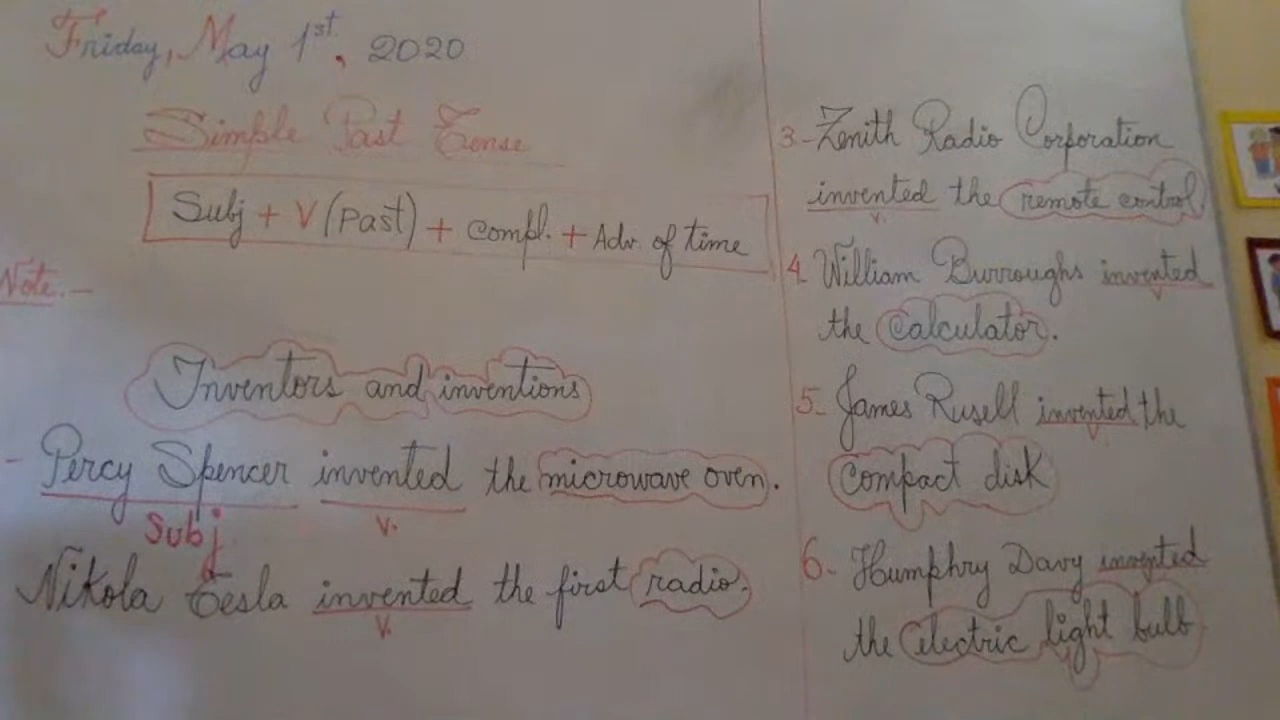 Friday, May 1st, 2020
Simple Past Tense
Subj + V (Past) + Compl. + Adv. of time
Note.-
Inventors and inventions
- Percy Spencer invented the microwave oven.
Subj V.
Nikola Tesla invented the first radio.
V.
3.- Zenith Radio Corporation
invented the remote control
V.
4. William Burroughs invented
V
the Calculator.
5.- James Rusell invented the
V
Compact disk
6.- Humphry Davy invented
the electric light bulb